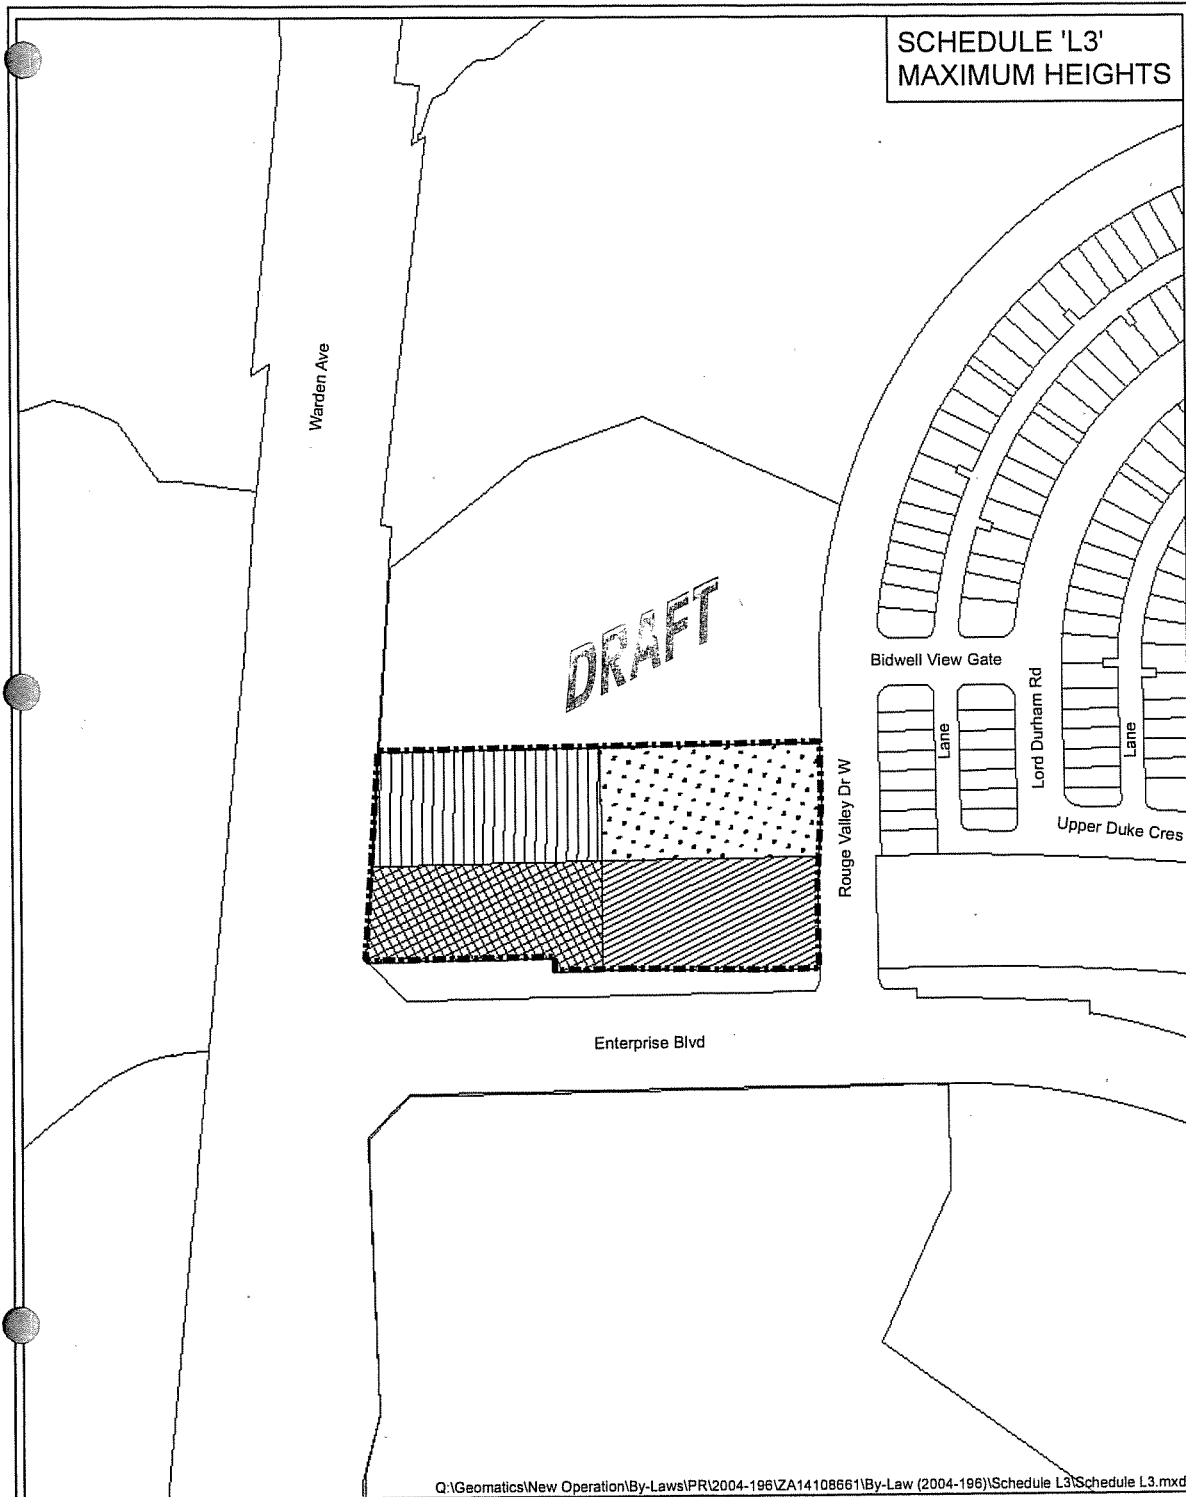 SCHEDULE 'L3'
MAXIMUM HEIGHTS
Warden Ave
DRAFT
Bidwell View Gate
Lane
Lord Durham Rd
Lane
Rouge Valley Dr W
Upper Duke Cres
Enterprise Blvd
Q:\Geomatics\New Operation\By-Laws\PR\2004-196\ZA14108661\By-Law (2004-196)\Schedule L3\Schedule L3.mxd